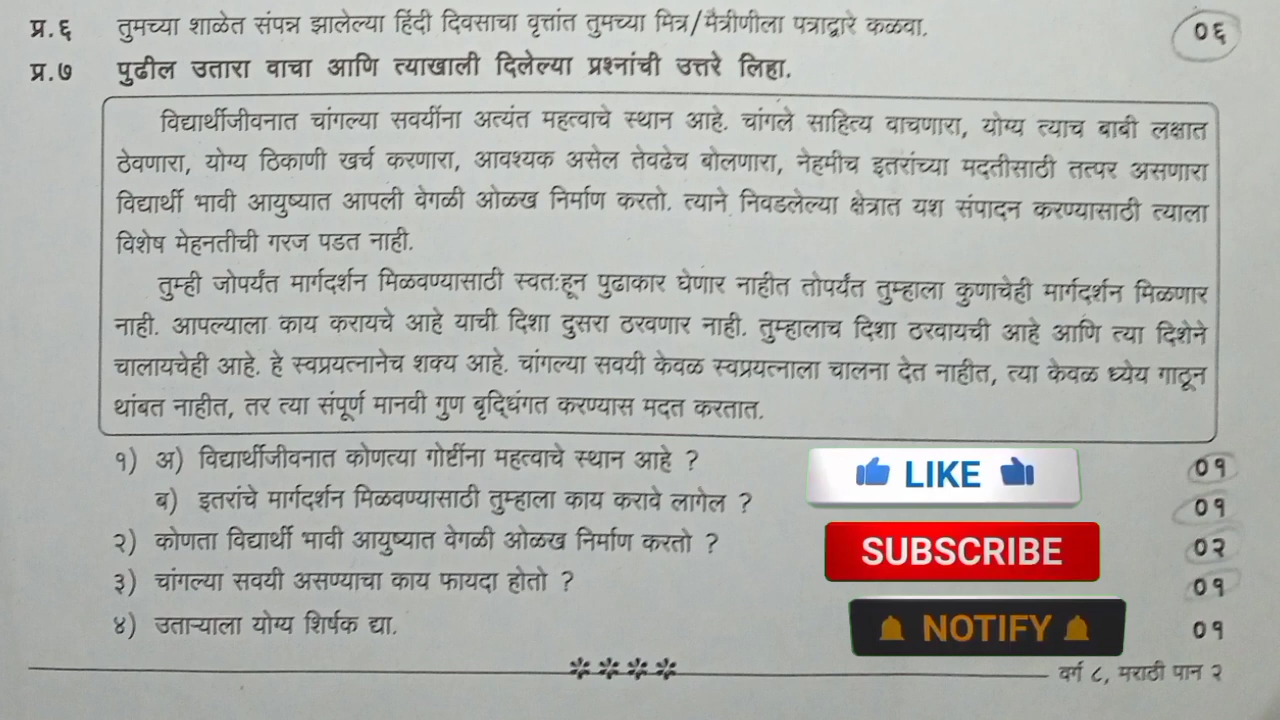 प्र.६ तुमच्या शाळेत संपन्न झालेल्या हिंदी दिवसाचा वृत्तांत तुमच्या मित्र/मैत्रीणीला पत्राद्वारे कळवा. ०६
प्र.७ पुढील उतारा वाचा आणि त्याखाली दिलेल्या प्रश्नांची उत्तरे लिहा.
विद्यार्थीजीवनात चांगल्या सवयींना अत्यंत महत्वाचे स्थान आहे. चांगले साहित्य वाचणारा, योग्य त्याच बाबी लक्षात
ठेवणारा, योग्य ठिकाणी खर्च करणारा, आवश्यक असेल तेवढेच बोलणारा, नेहमीच इतरांच्या मदतीसाठी तत्पर असणारा
विद्यार्थी भावी आयुष्यात आपली वेगळी ओळख निर्माण करतो. त्याने निवडलेल्या क्षेत्रात यश संपादन करण्यासाठी त्याला
विशेष मेहनतीची गरज पडत नाही.
तुम्ही जोपर्यंत मार्गदर्शन मिळवण्यासाठी स्वतःहून पुढाकार घेणार नाहीत तोपर्यंत तुम्हाला कुणाचेही मार्गदर्शन मिळणार
नाही. आपल्याला काय करायचे आहे याची दिशा दुसरा ठरवणार नाही. तुम्हालाच दिशा ठरवायची आहे आणि त्या दिशेने
चालायचेही आहे. हे स्वप्रयत्नानेच शक्य आहे. चांगल्या सवयी केवळ स्वप्रयत्नाला चालना देत नाहीत, त्या केवळ ध्येय गाठून
थांबत नाहीत, तर त्या संपूर्ण मानवी गुण बृद्धिंगत करण्यास मदत करतात.
१) अ) विद्यार्थीजीवनात कोणत्या गोष्टींना महत्वाचे स्थान आहे ? ०१
ब) इतरांचे मार्गदर्शन मिळवण्यासाठी तुम्हाला काय करावे लागेल ? ०१
२) कोणता विद्यार्थी भावी आयुष्यात वेगळी ओळख निर्माण करतो ? ०२
३) चांगल्या सवयी असण्याचा काय फायदा होतो ? ०१
४) उताऱ्याला योग्य शिर्षक द्या. ०१
LIKE
SUBSCRIBE
NOTIFY
वर्ग ८, मराठी पान २